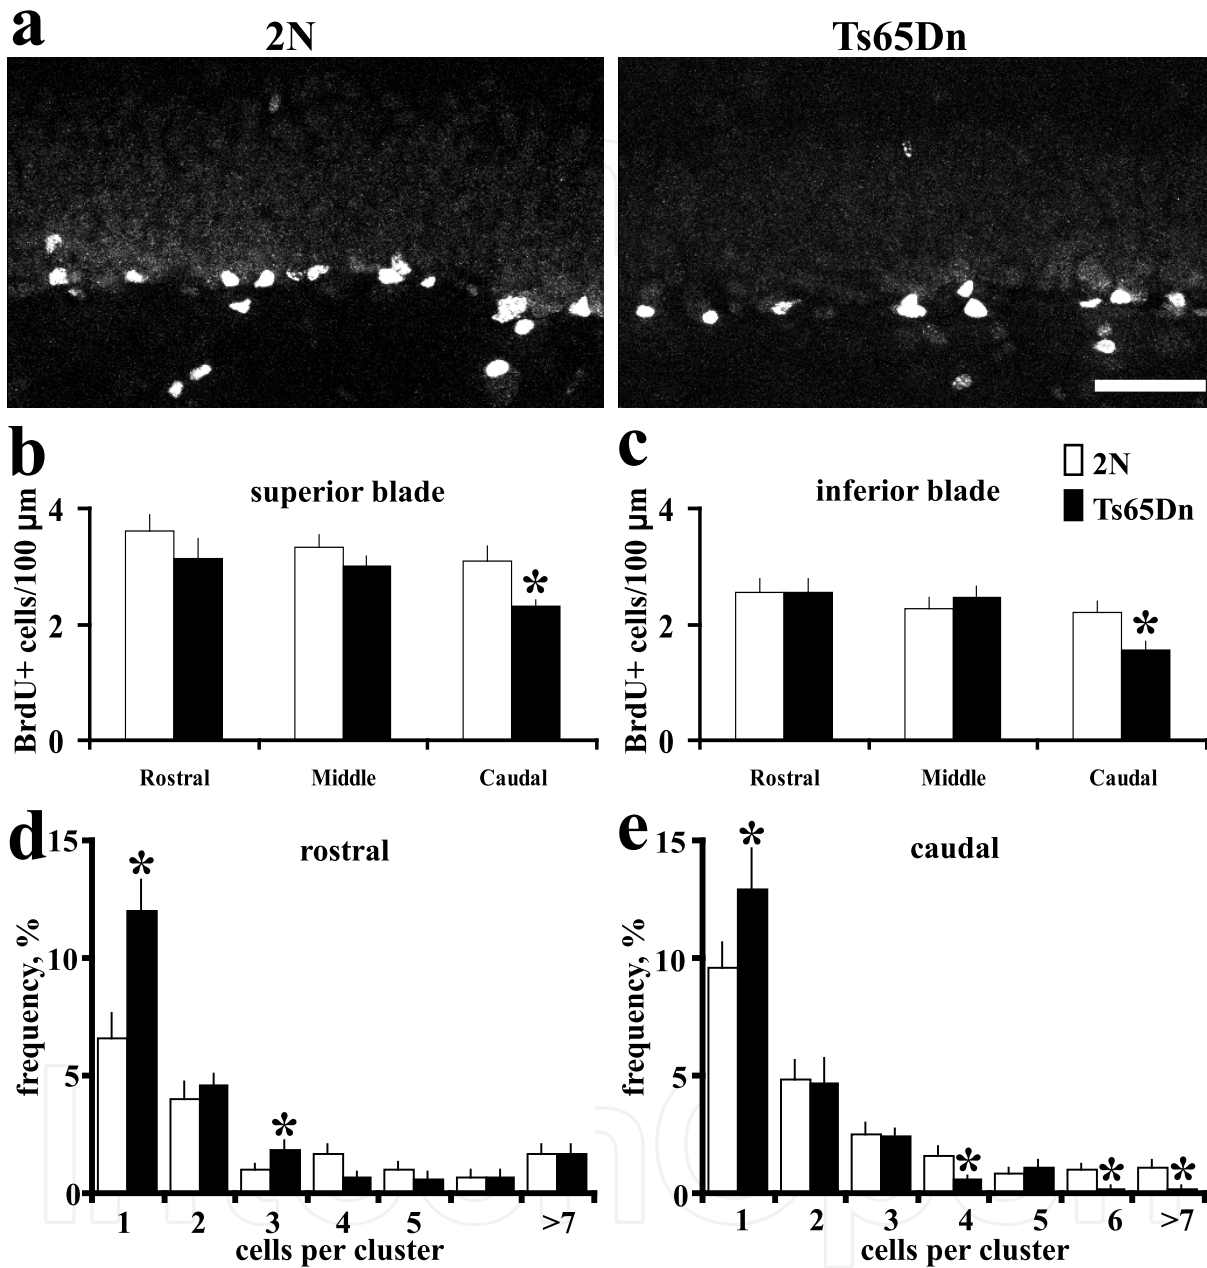 a
2N
Ts65Dn
b
superior blade
BrdU+ cells/100 µm
4
2
0
Rostral
Middle
Caudal
*
c
inferior blade
2N
Ts65Dn
BrdU+ cells/100 µm
4
2
0
Rostral
Middle
Caudal
*
d
rostral
frequency, %
15
10
5
0
*
*
1 2 3 4 5 >7
cells per cluster
e
caudal
frequency, %
15
10
5
0
*
*
*
*
1 2 3 4 5 6 >7
cells per cluster